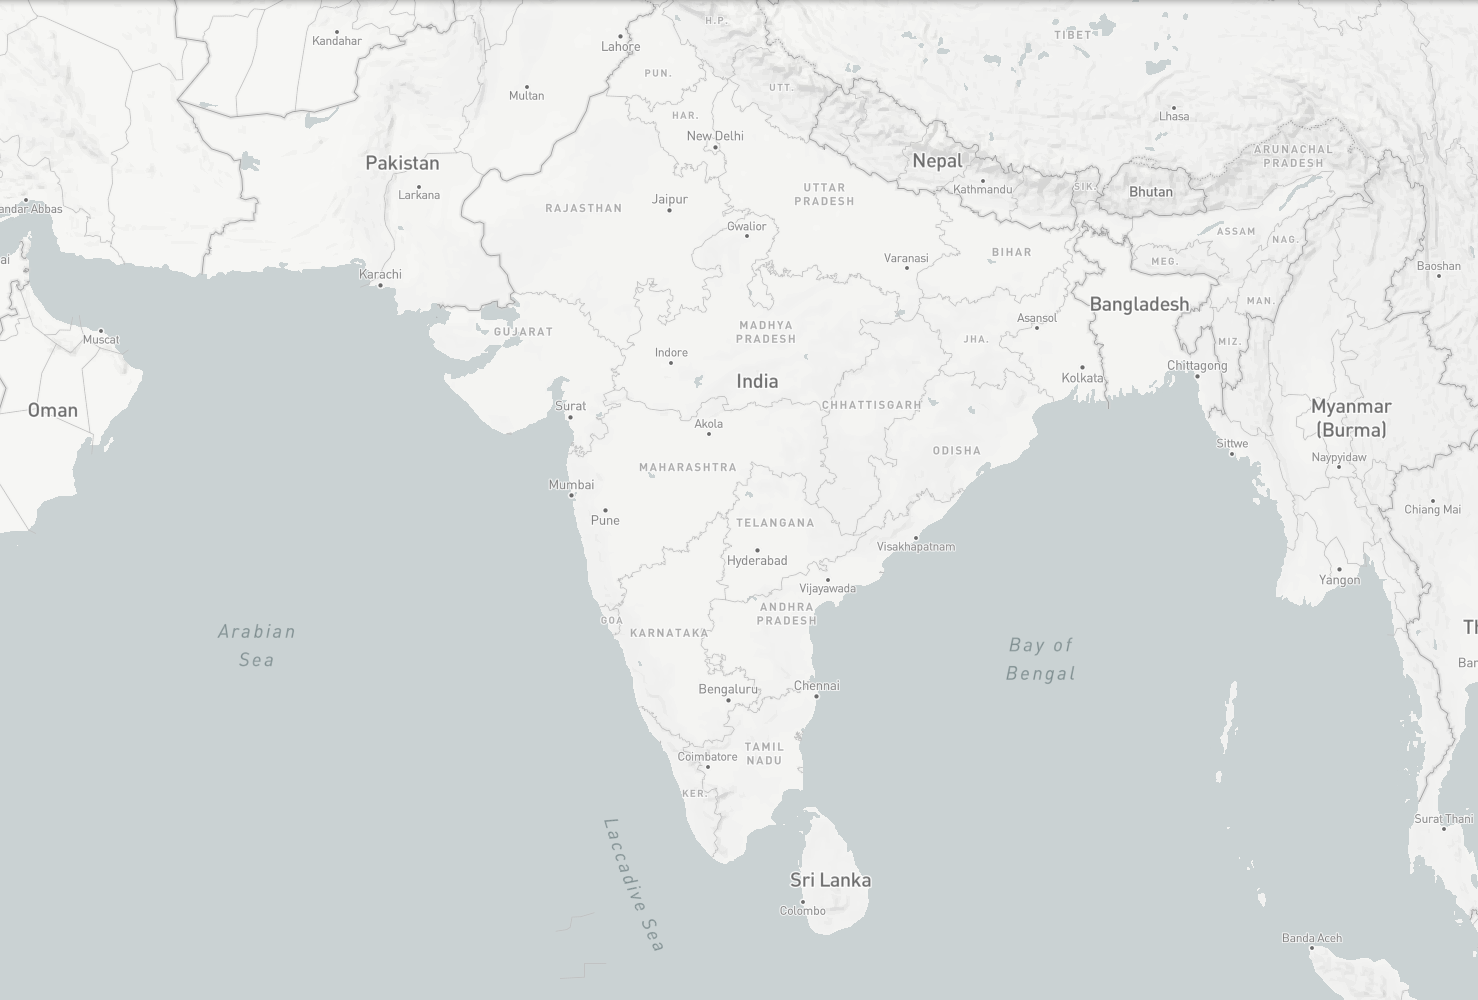 H.P.
TIBET
Kandahar
Lahore
PUN.
UTT.
Multan
HAR.
Lhasa
New Delhi
ARUNACHAL
PRADESH
Pakistan
Nepal
Larkana
Kathmandu
SIK.
Bhutan
UTTAR
PRADESH
Jaipur
RAJASTHAN
andar Abbas
Gwalior
ASSAM
NAG.
BIHAR
Varanasi
MEG.
ai
Baoshan
Karachi
Bangladesh
MAN.
Asansol
GUJARAT
MADHYA
PRADESH
Muscat
JHA.
MIZ.
Indore
Chittagong
India
Kolkata
Surat
CHHATTISGARH
Oman
Myanmar
(Burma)
Akola
Sittwe
ODISHA
Naypyidaw
MAHARASHTRA
Mumbai
Chiang Mai
Pune
TELANGANA
Visakhapatnam
Hyderabad
Yangon
Vijayawada
ANDHRA
PRADESH
GOA
KARNATAKA
Arabian
Sea
Bay of
Bengal
Th
Ban
Bengaluru
Chennai
Coimbatore
TAMIL
NADU
KER.
Laccadive Sea
Surat Thani
Sri Lanka
Colombo
Banda Aceh